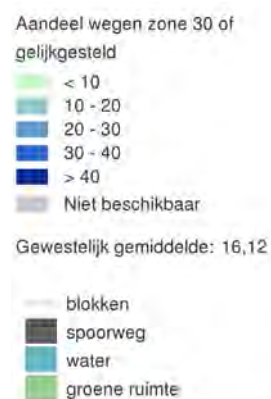 Aandeel wegen zone 30 of
gelijkgesteld
< 10
10 - 20
20 - 30
30 - 40
> 40
Niet beschikbaar
Gewestelijk gemiddelde: 16,12
blokken
spoorweg
water
groene ruimte